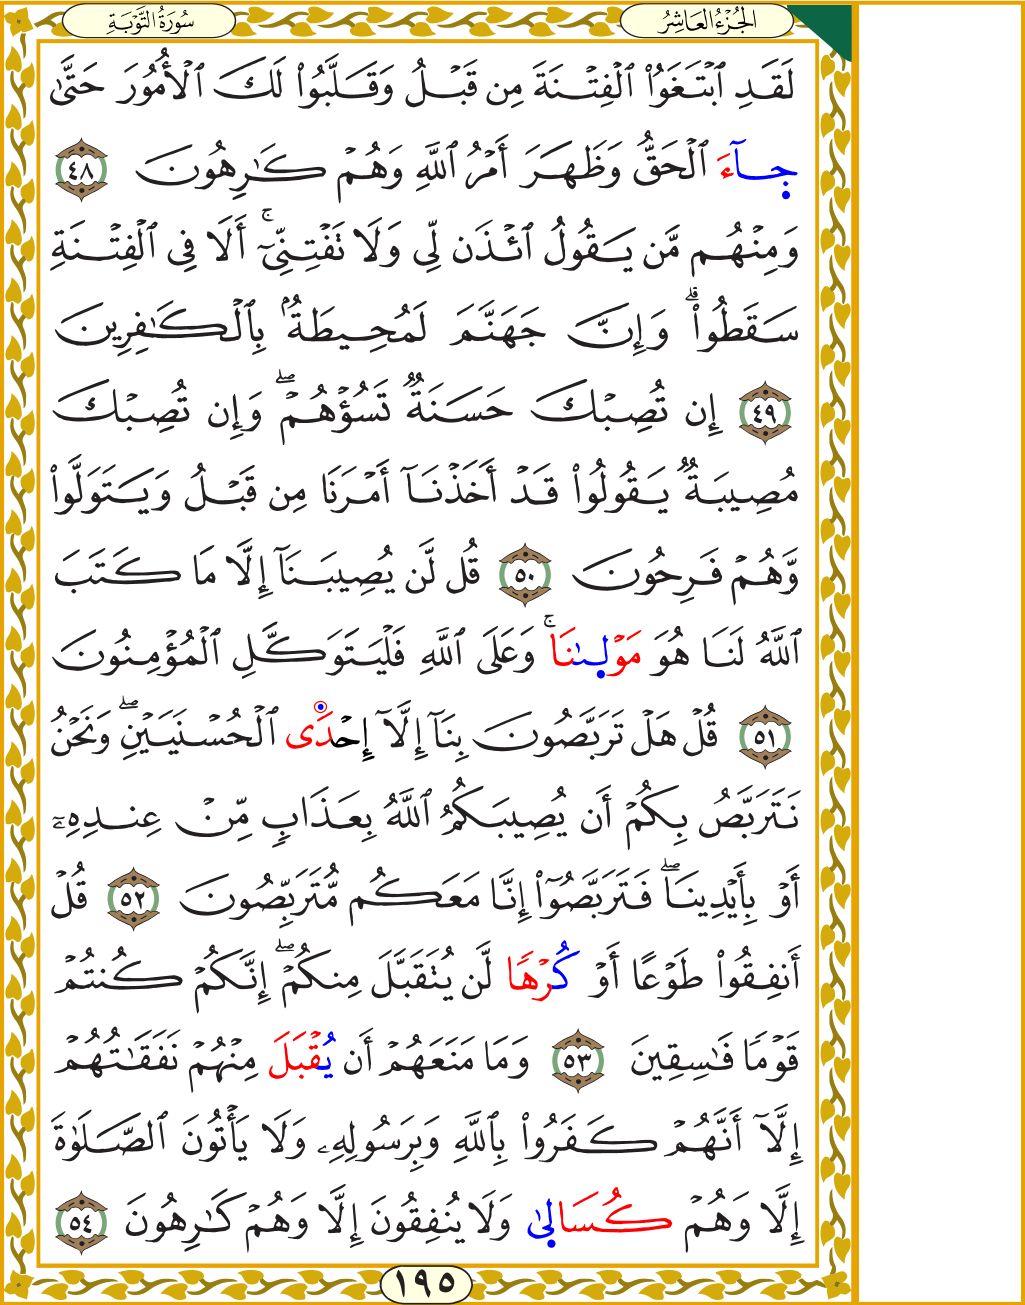 سُورَةُ التَّوْبَةِ
الجُزْءُ العَاشِرُ
لَقَدِ ٱبۡتَغَوُاْ ٱلۡفِتۡنَةَ مِن قَبۡلُ وَقَلَّبُواْ لَكَ ٱلۡأُمُورَ حَتَّىٰ
جَآءَ ٱلۡحَقُّ وَظَهَرَ أَمۡرُ ٱللَّهِ وَهُمۡ كَٰرِهُونَ ٤٨
وَمِنۡهُم مَّن يَقُولُ ٱئۡذَن لِّي وَلَا تَفۡتِنِّيٓۚ أَلَا فِي ٱلۡفِتۡنَةِ
سَقَطُواْۗ وَإِنَّ جَهَنَّمَ لَمُحِيطَةُۢ بِٱلۡكَٰفِرِينَ
٤٩ إِن تُصِبۡكَ حَسَنَةٞ تَسُؤۡهُمۡۖ وَإِن تُصِبۡكَ
مُصِيبَةٞ يَقُولُواْ قَدۡ أَخَذۡنَآ أَمۡرَنَا مِن قَبۡلُ وَيَتَوَلَّواْ
وَّهُمۡ فَرِحُونَ ٥٠ قُل لَّن يُصِيبَنَآ إِلَّا مَا كَتَبَ
ٱللَّهُ لَنَا هُوَ مَوۡلىٰنَاۚ وَعَلَى ٱللَّهِ فَلۡيَتَوَكَّلِ ٱلۡمُؤۡمِنُونَ
٥١ قُلۡ هَلۡ تَرَبَّصُونَ بِنَآ إِلَّآ إِحۡدَى ٱلۡحُسۡنَيَيۡنِۖ وَنَحۡنُ
نَتَرَبَّصُ بِكُمۡ أَن يُصِيبَكُمُ ٱللَّهُ بِعَذَابٖ مِّنۡ عِندِهِۦٓ
أَوۡ بِأَيۡدِينَاۖ فَتَرَبَّصُوٓاْ إِنَّا مَعَكُم مُّتَرَبِّصُونَ ٥٢ قُلۡ
أَنفِقُواْ طَوۡعًا أَوۡ كُرۡهٗا لَّن يُتَقَبَّلَ مِنكُمۡۖ إِنَّكُمۡ كُنتُمۡ
قَوۡمٗا فَٰسِقِينَ ٥٣ وَمَا مَنَعَهُمۡ أَن يُقۡبَلَ مِنۡهُمۡ نَفَقَٰتُهُمۡ
إِلَّآ أَنَّهُمۡ كَفَرُواْ بِٱللَّهِ وَبِرَسُولِهِۦ وَلَا يَأۡتُونَ ٱلصَّلَوٰةَ
إِلَّا وَهُمۡ كُسَالىٰ وَلَا يُنفِقُونَ إِلَّا وَهُمۡ كَٰرِهُونَ ٥٤
١٩٥